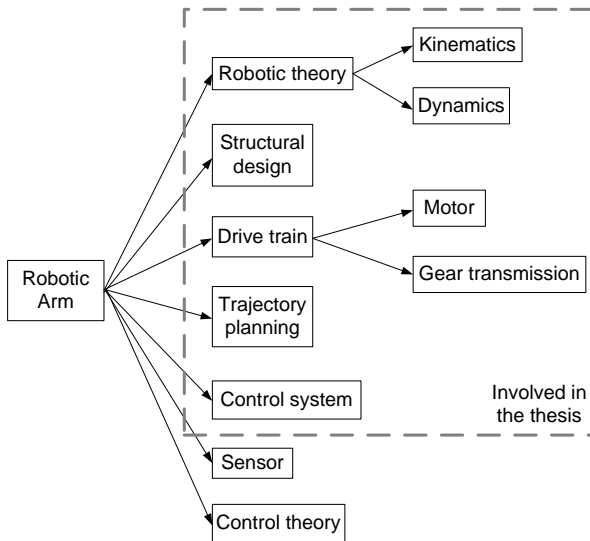 Robotic
Arm
Robotic theory
Kinematics
Dynamics
Structural
design
Drive train
Motor
Gear transmission
Trajectory
planning
Control system
Involved in
the thesis
Sensor
Control theory